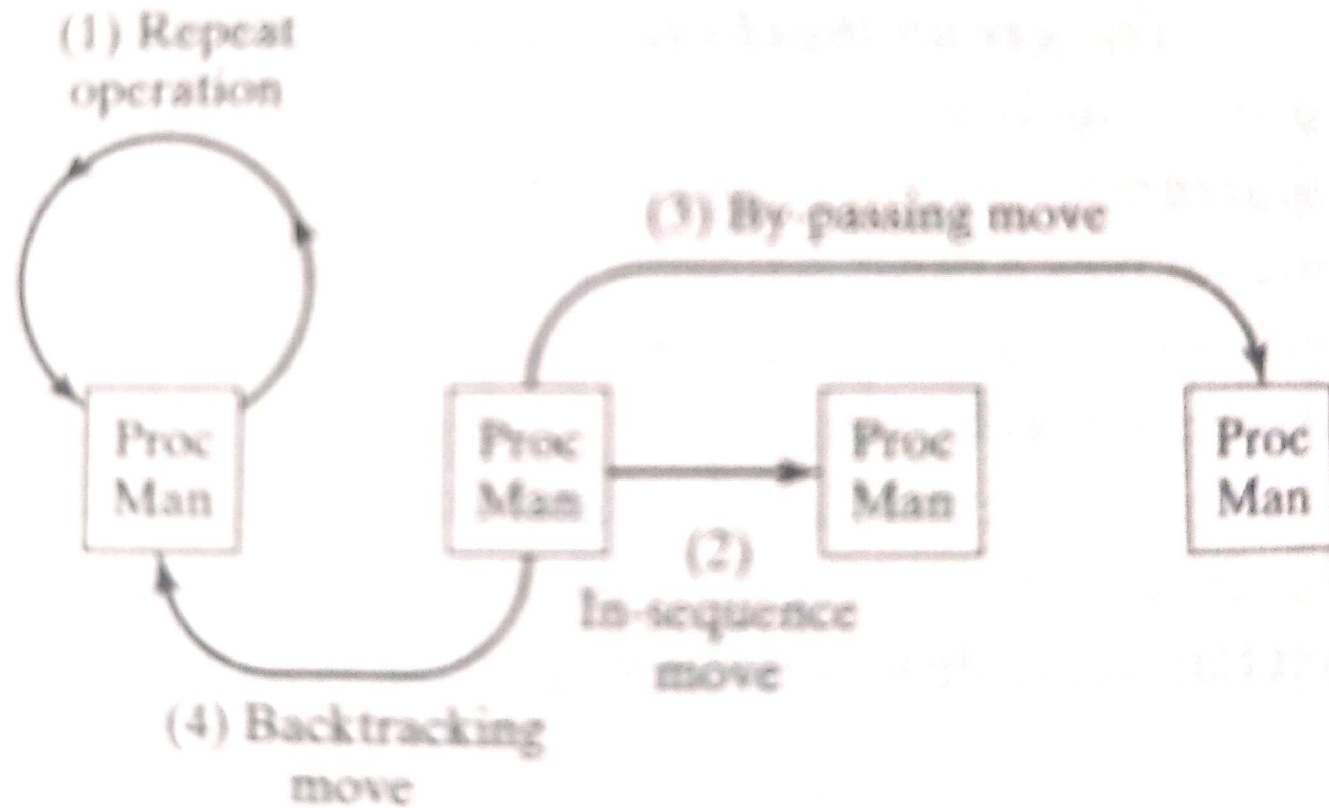 (1) Repeat
operation
(3) By-passing move
Proc
Man
Proc
Man
Proc
Man
Proc
Man
(2)
In-sequence
move
(4) Backtracking
move